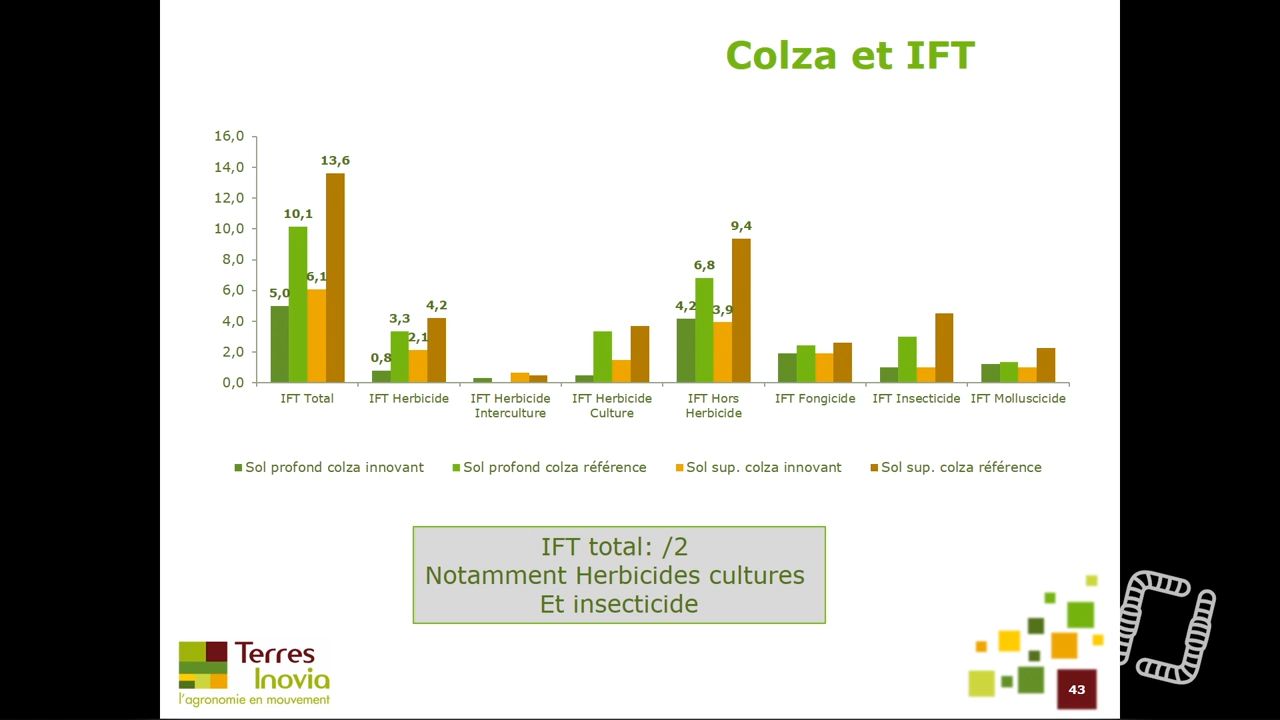 Colza et IFT
16,0
14,0
12,0
10,0
8,0
6,0
4,0
2,0
0,0
5,0
10,1
6,1
13,6
0,8
3,3
2,1
4,2
4,2
6,8
3,9
9,4
IFT Total
IFT Herbicide
IFT Herbicide
Interculture
IFT Herbicide
Culture
IFT Hors
Herbicide
IFT Fongicide
IFT Insecticide
IFT Molluscicide
Sol profond colza innovant
Sol profond colza référence
Sol sup. colza innovant
Sol sup. colza référence
IFT total: /2
Notamment Herbicides cultures
Et insecticide
Terres
Inovia
l'agronomie en mouvement
43